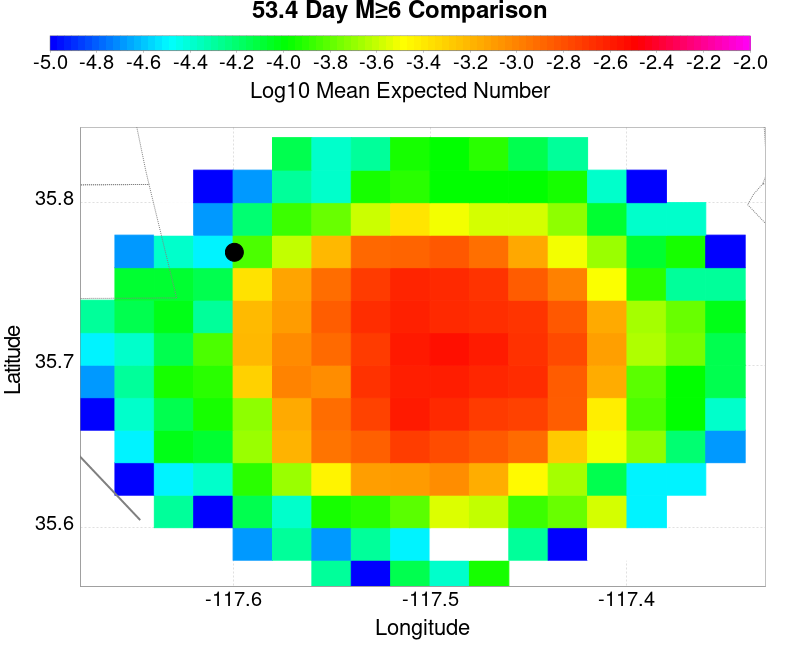 53.4 Day M≥6 Comparison
-5.0 -4.8 -4.6 -4.4 -4.2 -4.0 -3.8 -3.6 -3.4 -3.2 -3.0 -2.8 -2.6 -2.4 -2.2 -2.0
Log10 Mean Expected Number
35.8
35.7
35.6
Latitude
-117.6 -117.5 -117.4
Longitude